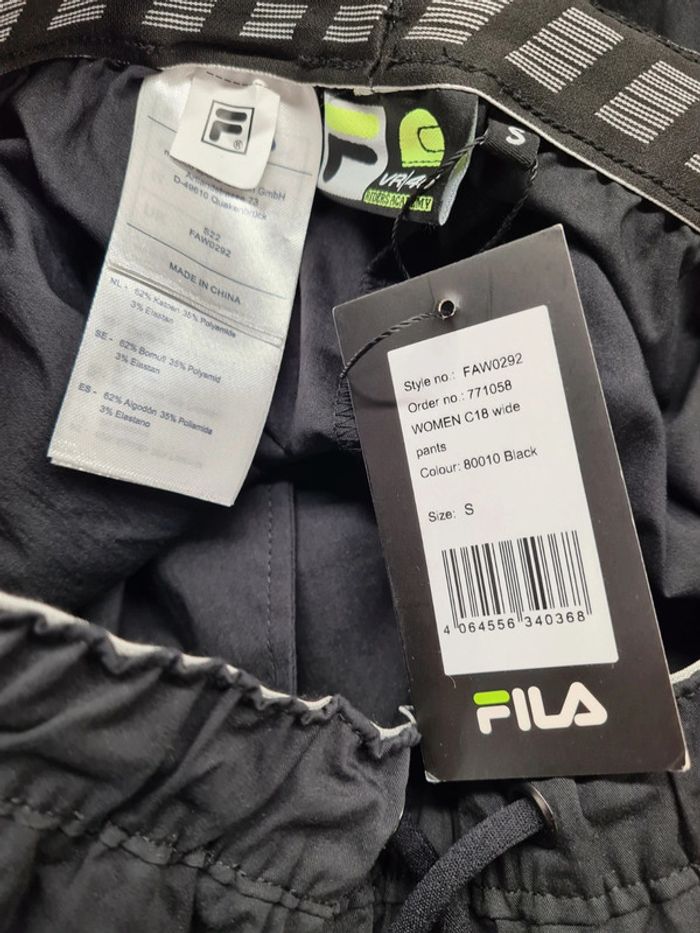 F
®
GmbH
Artlandstrasse 73
D-49610 Quakenbrück
S22
FAW0292
MADE IN CHINA
NL - 62% Katoen 35% Polyamide
3% Elastan
SE - 62% Bomull 35% Polyamid
3% Elastan
ES - 62% Algodón 35% Poliamida
3% Elastano
F
S
Style no.: FAW0292
Order no.: 771058
WOMEN C18 wide
pants
Colour: 80010 Black
Size: S
4 064556 340368
FILA